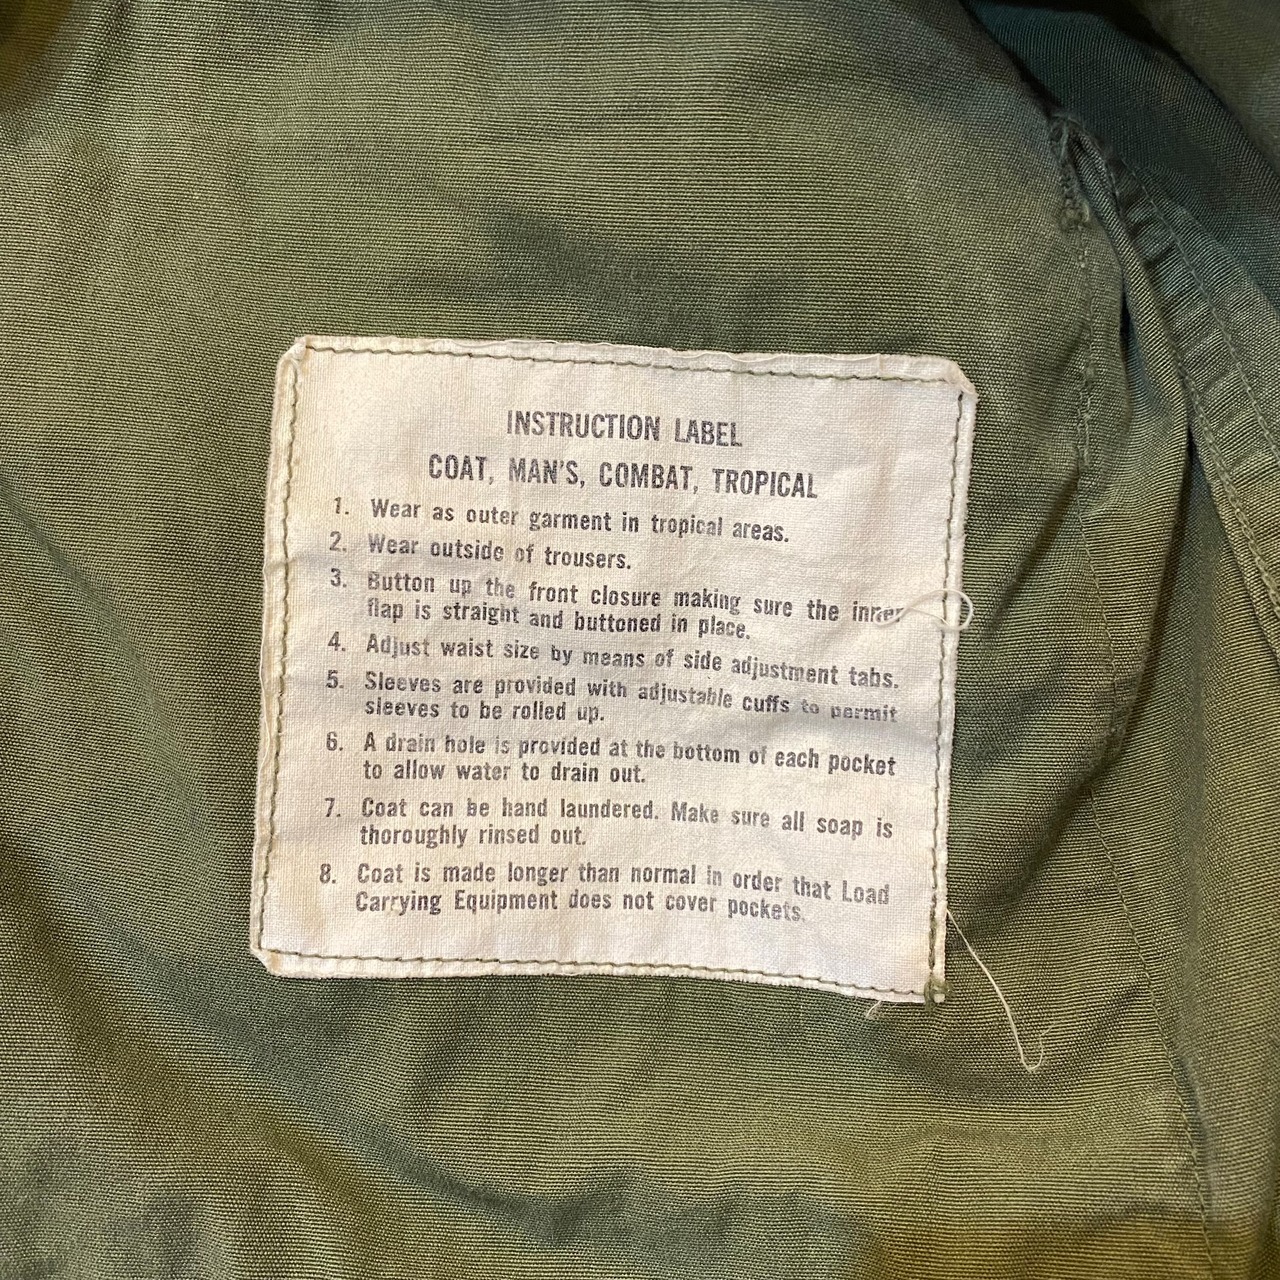 INSTRUCTION LABEL
COAT, MAN'S, COMBAT, TROPICAL
1. Wear as outer garment in tropical areas.
2. Wear outside of trousers.
3. Button up the front closure making sure the inner
flap is straight and buttoned in place.
4. Adjust waist size by means of side adjustment tabs.
5. Sleeves are provided with adjustable cuffs to permit
sleeves to be rolled up.
6. A drain hole is provided at the bottom of each pocket
to allow water to drain out.
7. Coat can be hand laundered. Make sure all soap is
thoroughly rinsed out.
8. Coat is made longer than normal in order that Load
Carrying Equipment does not cover pockets.